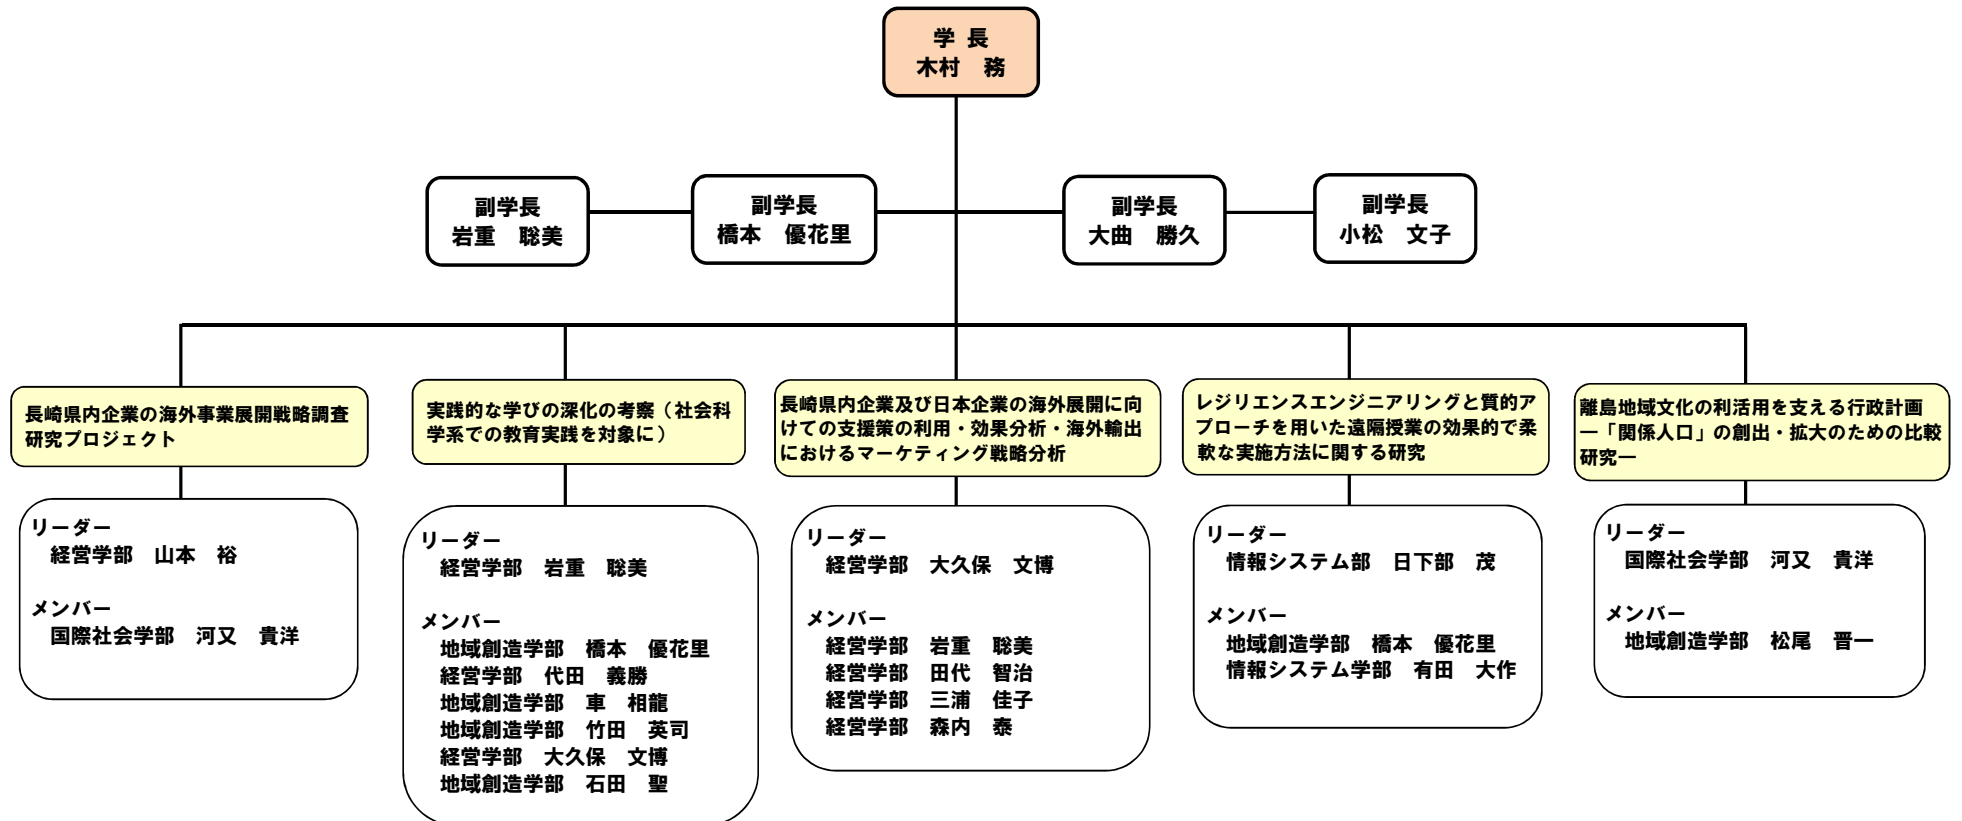 学 長
木村　務
副学長
岩重　聡美
副学長
橋本　優花里
副学長
大曲　勝久
副学長
小松　文子
長崎県内企業の海外事業展開戦略調査
研究プロジェクト
リーダー
経営学部　山本　裕
メンバー
国際社会学部　河又　貴洋
実践的な学びの深化の考察（社会科
学系での教育実践を対象に）
リーダー
経営学部　岩重　聡美
メンバー
地域創造学部　橋本　優花里
経営学部　代田　義勝
地域創造学部　車　相龍
地域創造学部　竹田　英司
経営学部　大久保　文博
地域創造学部　石田　聖
長崎県内企業及び日本企業の海外展開に向
けての支援策の利用・効果分析・海外輸出
におけるマーケティング戦略分析
リーダー
経営学部　大久保　文博
メンバー
経営学部　岩重　聡美
経営学部　田代　智治
経営学部　三浦　佳子
経営学部　森内　泰
レジリエンスエンジニアリングと質的ア
プローチを用いた遠隔授業の効果的で柔
軟な実施方法に関する研究
リーダー
情報システム部　日下部　茂
メンバー
地域創造学部　橋本　優花里
情報システム学部　有田　大作
離島地域文化の利活用を支える行政計画
―「関係人口」の創出・拡大のための比較
研究―
リーダー
国際社会学部　河又　貴洋
メンバー
地域創造学部　松尾　晋一